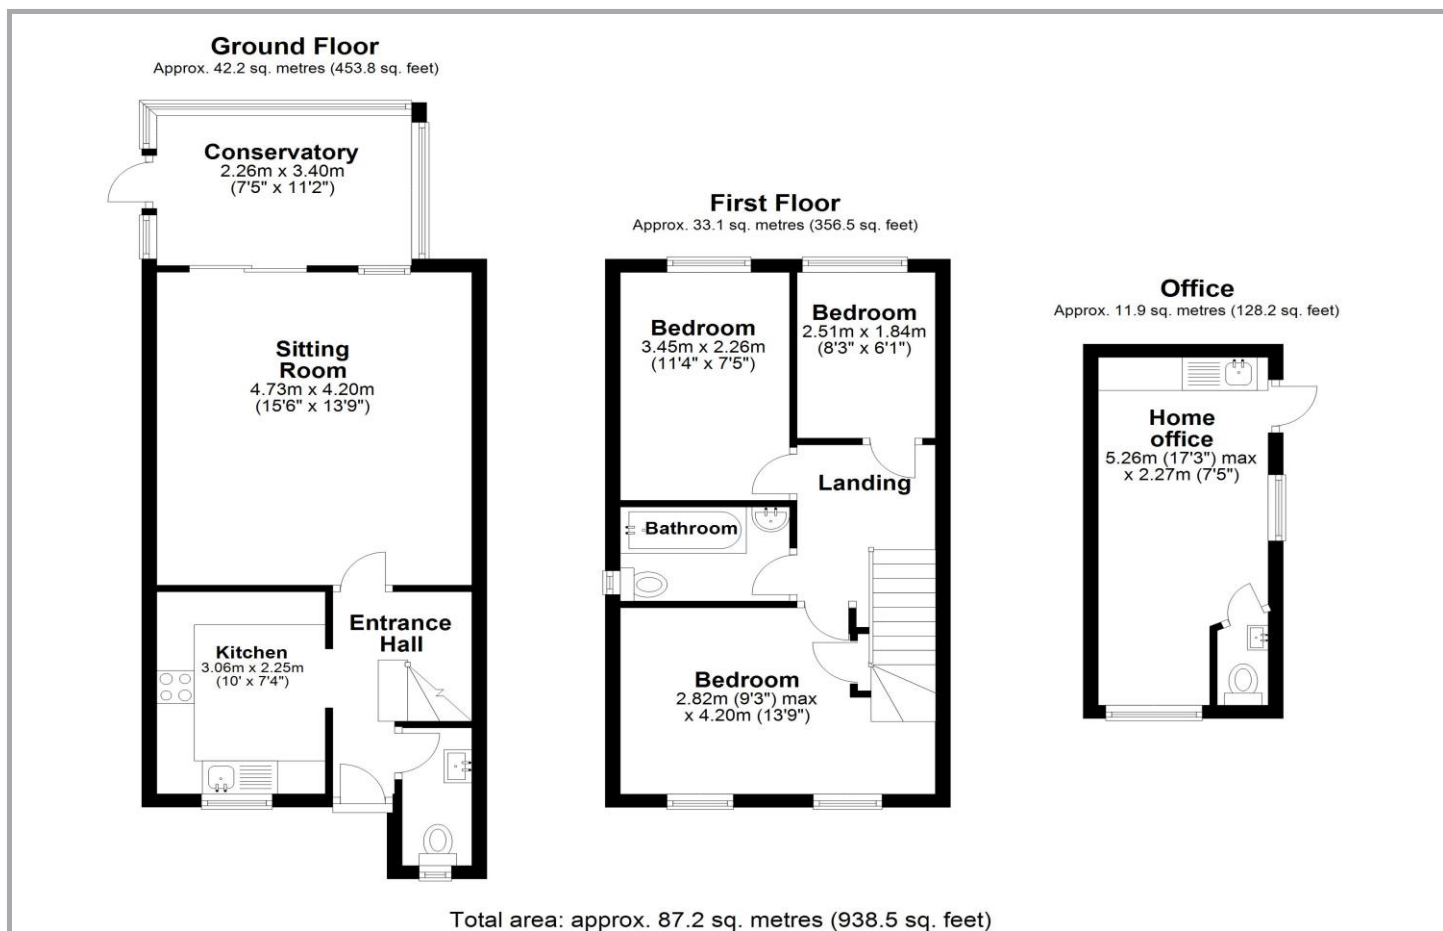 Ground Floor
Approx. 42.2 sq. metres (453.8 sq. feet)
Conservatory
2.26m x 3.40m
(7'5" x 11'2")
Sitting
Room
4.73m x 4.20m
(15'6" x 13'9")
Entrance
Hall
Kitchen
3.06m x 2.25m
(10' x 7'4")
First Floor
Approx. 33.1 sq. metres (356.5 sq. feet)
Bedroom
3.45m x 2.26m
(11'4" x 7'5")
Bedroom
2.51m x 1.84m
(8'3" x 6'1")
Landing
Bathroom
Bedroom
2.82m (9'3") max
x 4.20m (13'9")
Office
Approx. 11.9 sq. metres (128.2 sq. feet)
Home
office
5.26m (17'3") max
x 2.27m (7'5")
Total area: approx. 87.2 sq. metres (938.5 sq. feet)